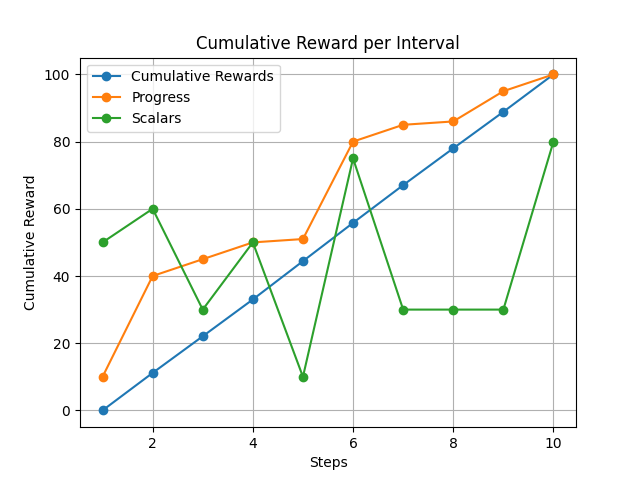 Cumulative Reward per Interval
Cumulative Rewards
Progress
Scalars
100
80
60
40
20
0
Cumulative Reward
2 4 6 8 10
Steps